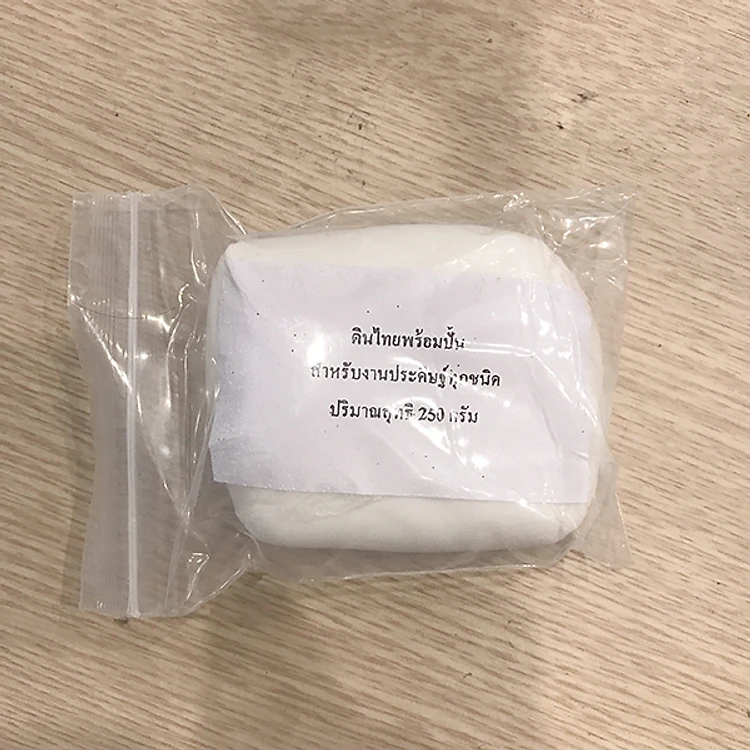 ดินไทยพร้อมปั้น
สำหรับงานประดิษฐ์ทุกชนิด
ปริมาณสุทธิ 250 กรัม